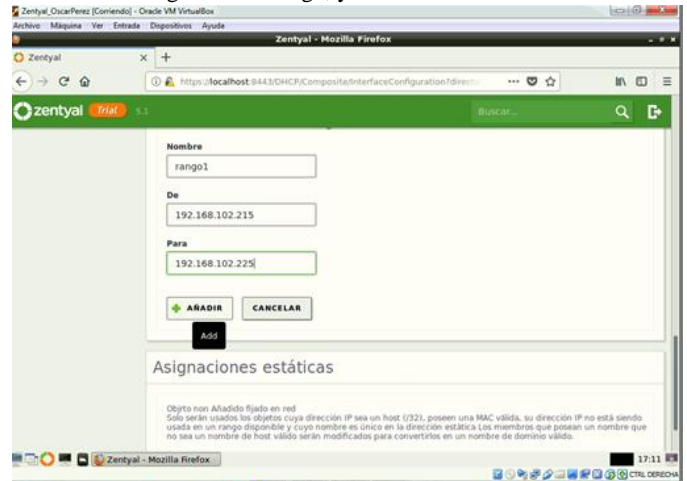 Zentyal_OscarPerez [Corriendo] - Oracle VM VirtualBox
Archivo Máquina Ver Entrada Dispositivos Ayuda
Zentyal - Mozilla Firefox
Zentyal
https://localhost:8443/DHCP/Composite/InterfaceConfiguration?direct
zentyal Trial 5.1
Buscar...
Nombre
rango1
De
192.168.102.215
Para
192.168.102.225
AÑADIR CANCELAR
Add
Asignaciones estáticas
Objrto non Añadido fijado en red
Solo serán usados los objetos cuya dirección IP sea un host (/32), poseen una MAC válida, su dirección IP no está siendo
usada en un rango disponible y cuyo nombre es único en la dirección estática Los miembros que posean un nombre que
no sea un nombre de host válido serán modificados para convertirlos en un nombre de dominio válido.
Zentyal - Mozilla Firefox
17:11
CTRL DERECHA